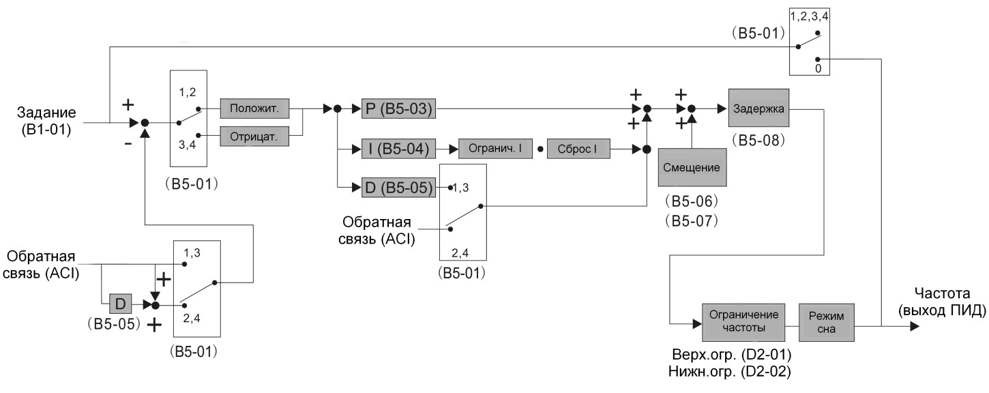 1,2,3,4
(B5-01)
0
Задание
(B1-01)
+
-
1,2
3,4
(B5-01)
Положит.
Отрицат.
P (B5-03)
I (B5-04)
D (B5-05)
Огранич. I
Сброс I
+
+
+
+
Задержка
(B5-08)
Смещение
(B5-06)
(B5-07)
1,3
2,4
(B5-01)
Обратная
связь (ACI)
Обратная
связь (ACI)
D
(B5-05)
+
+
1,3
2,4
(B5-01)
Ограничение
частоты
Режим
сна
Верх.огр. (D2-01)
Нижн.огр. (D2-02)
Частота
(выход ПИД)